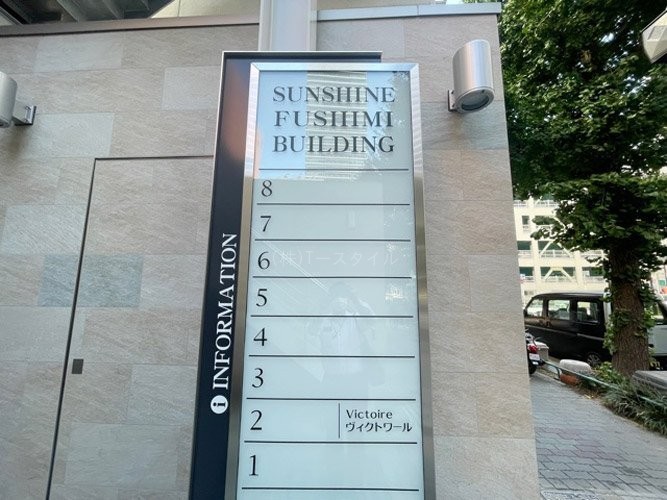 SUNSHINE
FUSHIMI
BUILDING
8
7
6
5
4
3
2 Victoire
ヴィクトワール
1
i INFORMATION